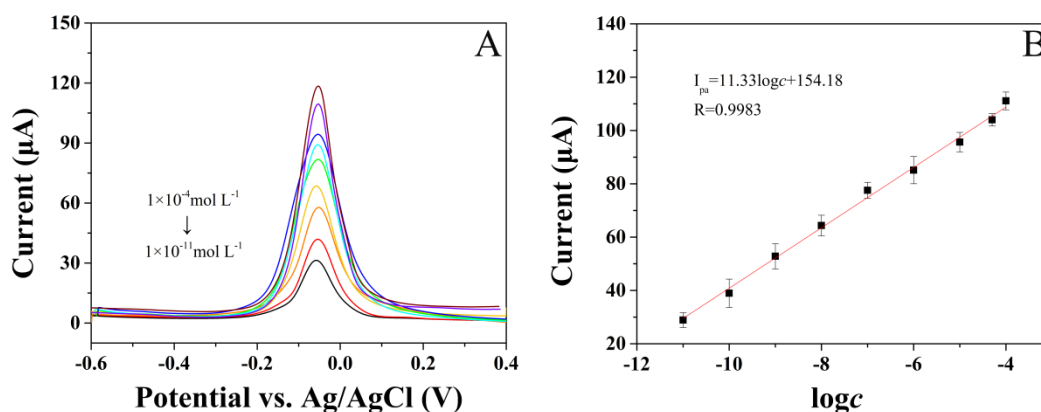 A
150
120
90
60
30
0
Current (μA)
1×10⁻⁴mol L⁻¹
↓
1×10⁻¹¹mol L⁻¹
-0.6
-0.4
-0.2
0.0
0.2
0.4
Potential vs. Ag/AgCl (V)
B
140
120
100
80
60
40
20
Current (μA)
I_pa=11.33logc+154.18
R=0.9983
-12
-10
-8
-6
-4
logc